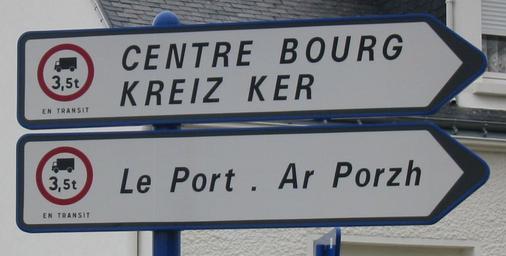 3,5t
EN TRANSIT
CENTRE BOURG
KREIZ KER
3,5t
EN TRANSIT
Le Port . Ar Porzh